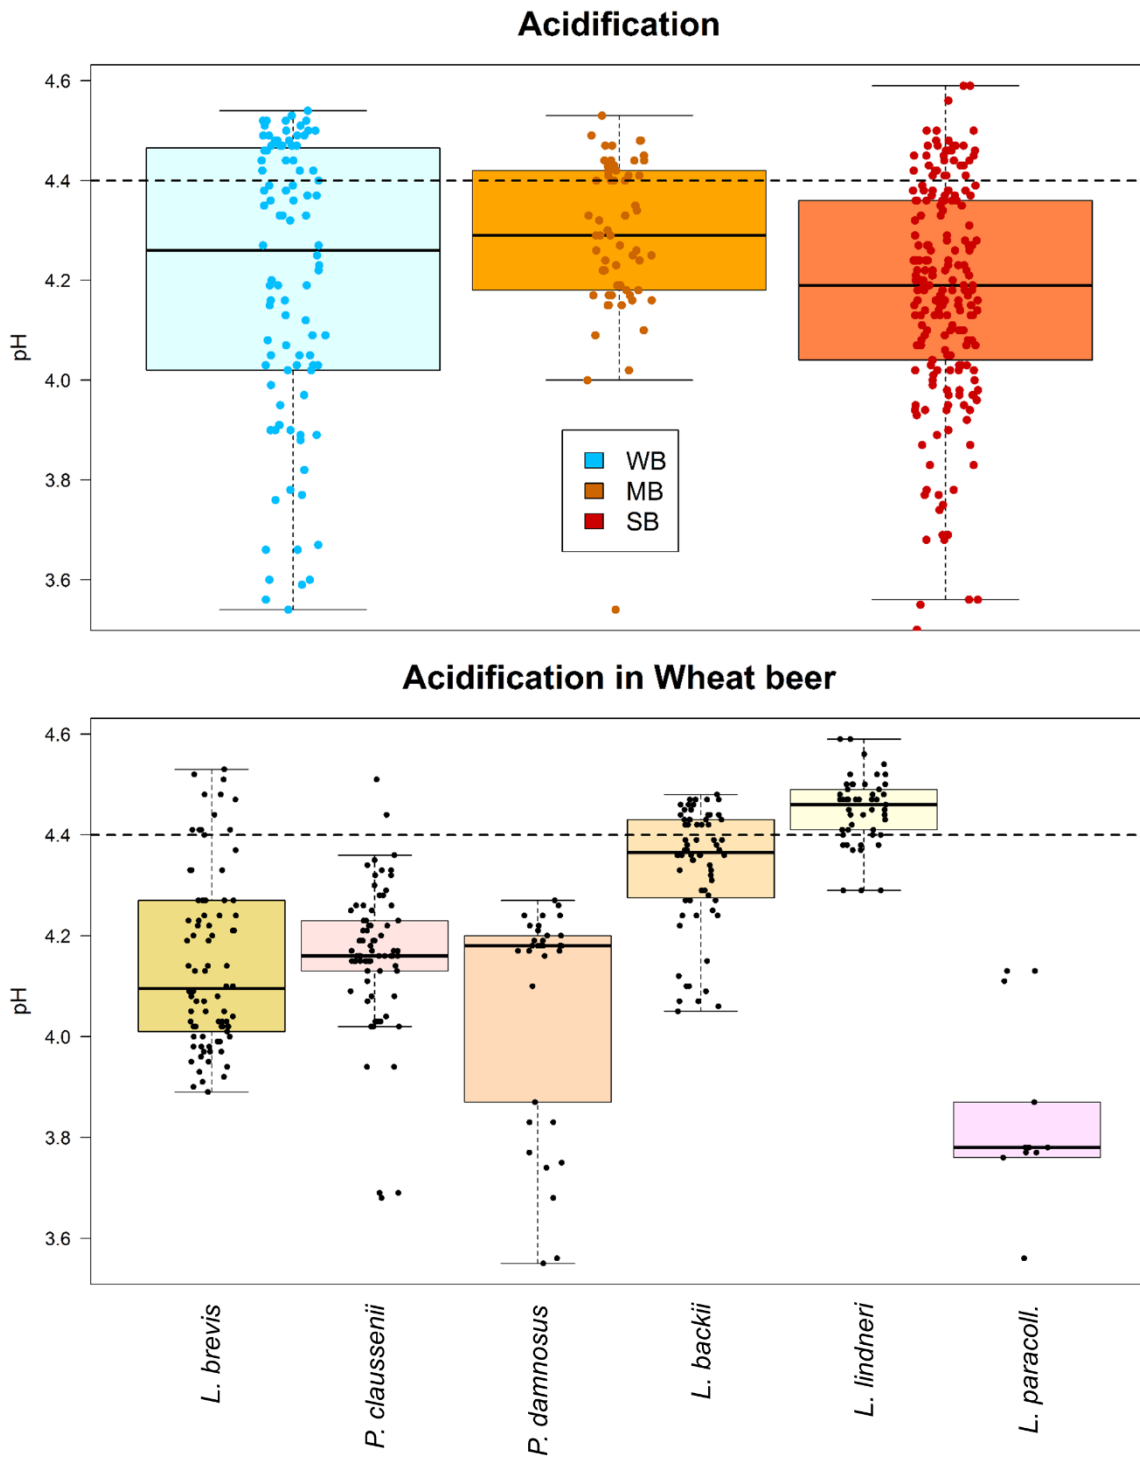 Acidification
pH
4.6
4.4
4.2
4.0
3.8
3.6
WB
MB
SB
Acidification in Wheat beer
pH
4.6
4.4
4.2
4.0
3.8
3.6
L. brevis
P. claussenii
P. damnosus
L. backii
L. lindneri
L. paracoll.